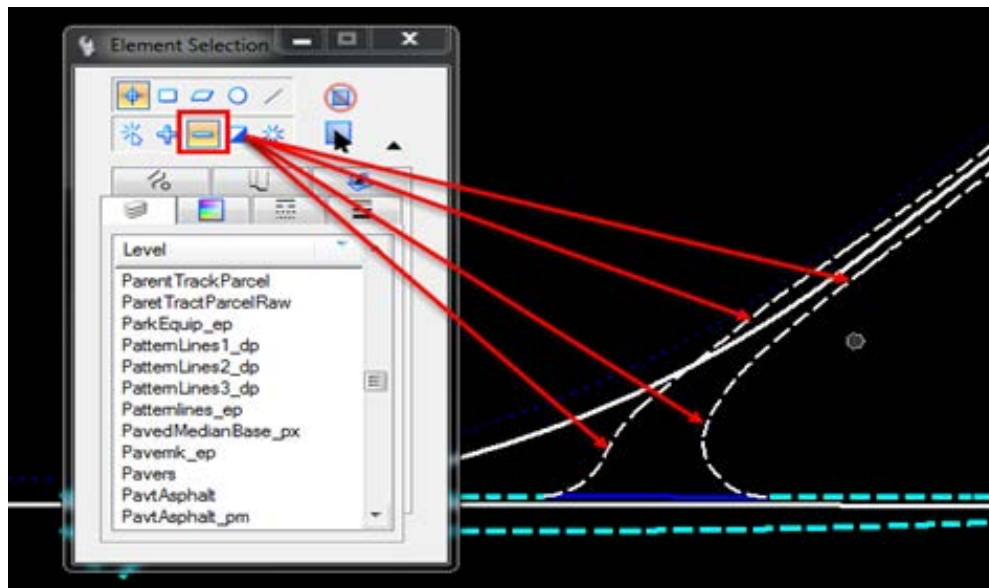 Element Selection
Level
ParentTrackParcel
ParetTractParcelRaw
ParkEquip_ep
PatternLines1_dp
PatternLines2_dp
PatternLines3_dp
Patternlines_ep
PavedMedianBase_px
Pavemk_ep
Pavers
PavtAsphalt
PavtAsphalt_pm